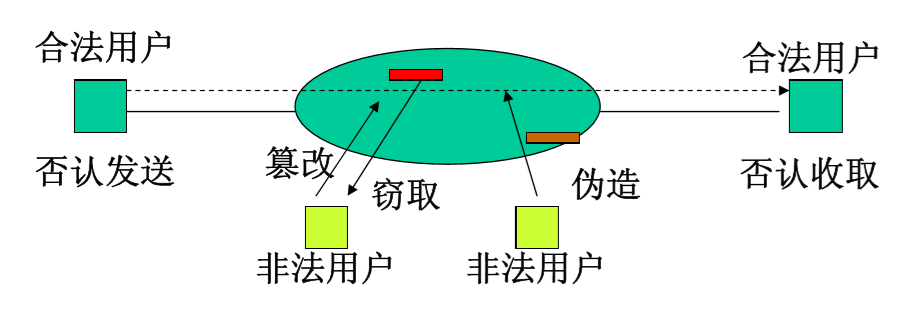 合法用户
合法用户
否认发送
篡改
窃取
伪造
否认收取
非法用户
非法用户